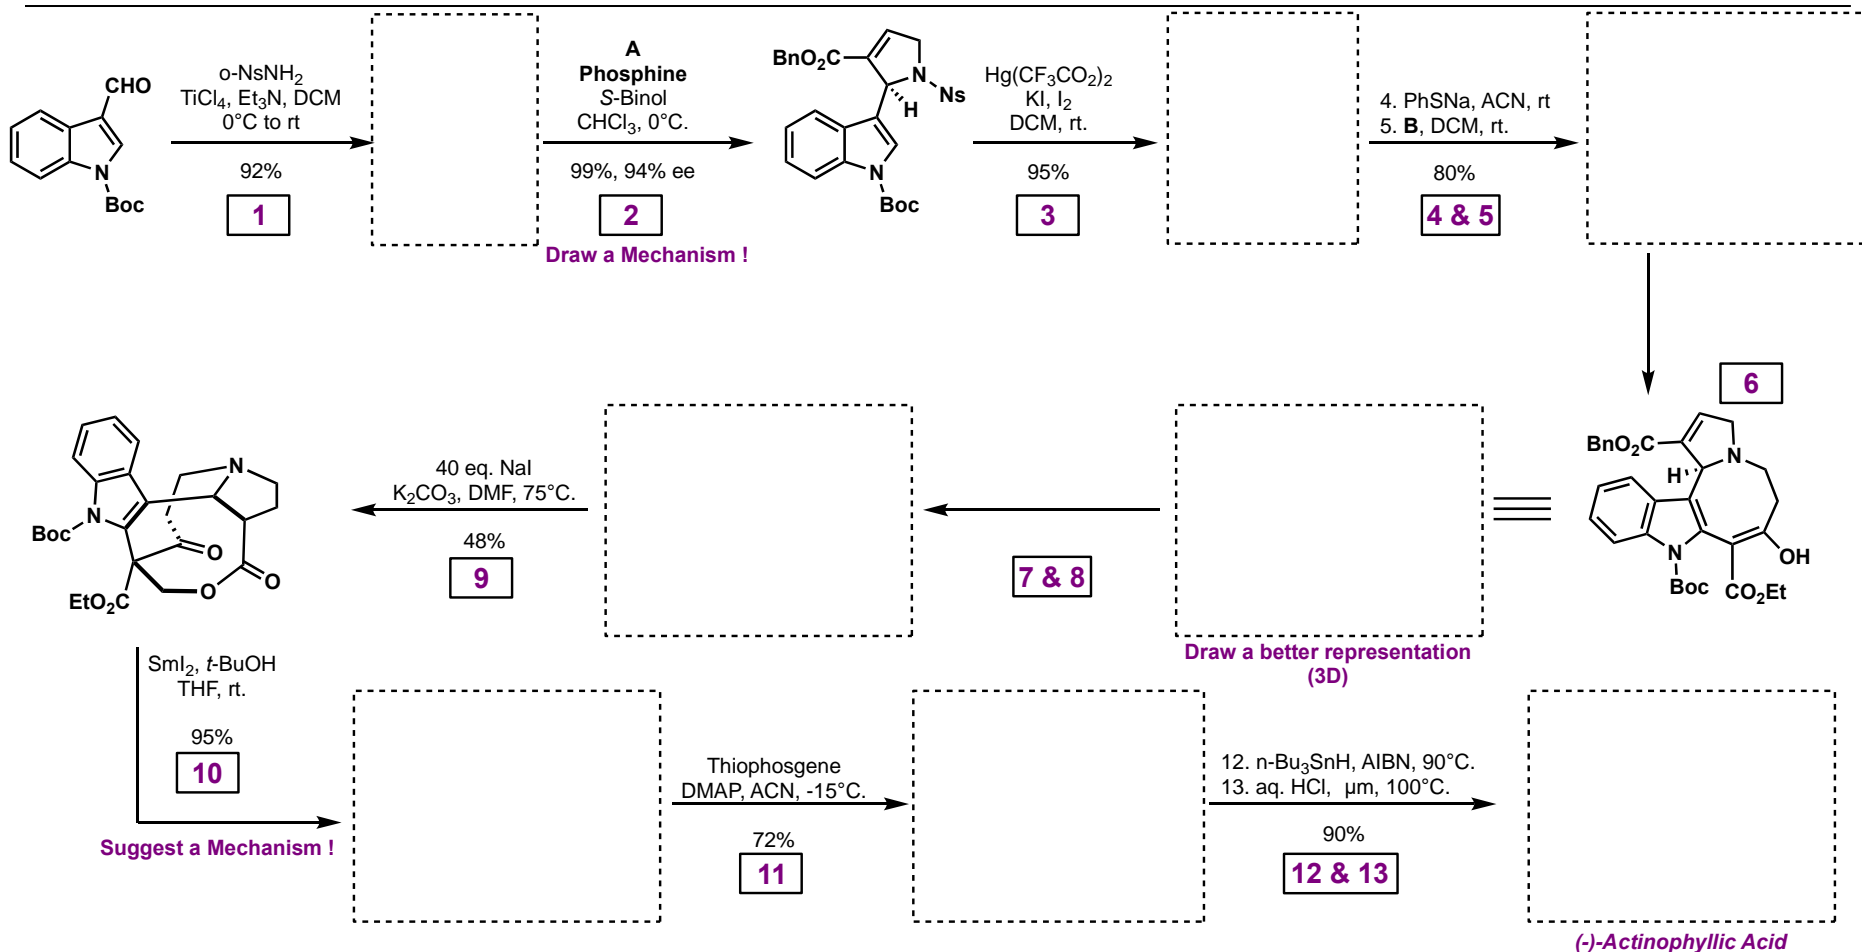 CHO
N
Boc
o-NsNH2
TiCl4, Et3N, DCM
0°C to rt
92%
1
A
Phosphine
S-Binol
CHCl3, 0°C.
99%, 94% ee
2
Draw a Mechanism !
BnO2C
N
Ns
H
N
Boc
Hg(CF3CO2)2
KI, I2
DCM, rt.
95%
3
4. PhSNa, ACN, rt
5. B, DCM, rt.
80%
4 & 5
6
BnO2C
H
N
N
Boc
OH
CO2Et
Draw a better representation
(3D)
7 & 8
40 eq. NaI
K2CO3, DMF, 75°C.
48%
9
N
N
Boc
O
O
O
EtO2C
SmI2, t-BuOH
THF, rt.
95%
10
Suggest a Mechanism !
Thiophosgene
DMAP, ACN, -15°C.
72%
11
12. n-Bu3SnH, AIBN, 90°C.
13. aq. HCl, µm, 100°C.
90%
12 & 13
(-)-Actinophyllic Acid